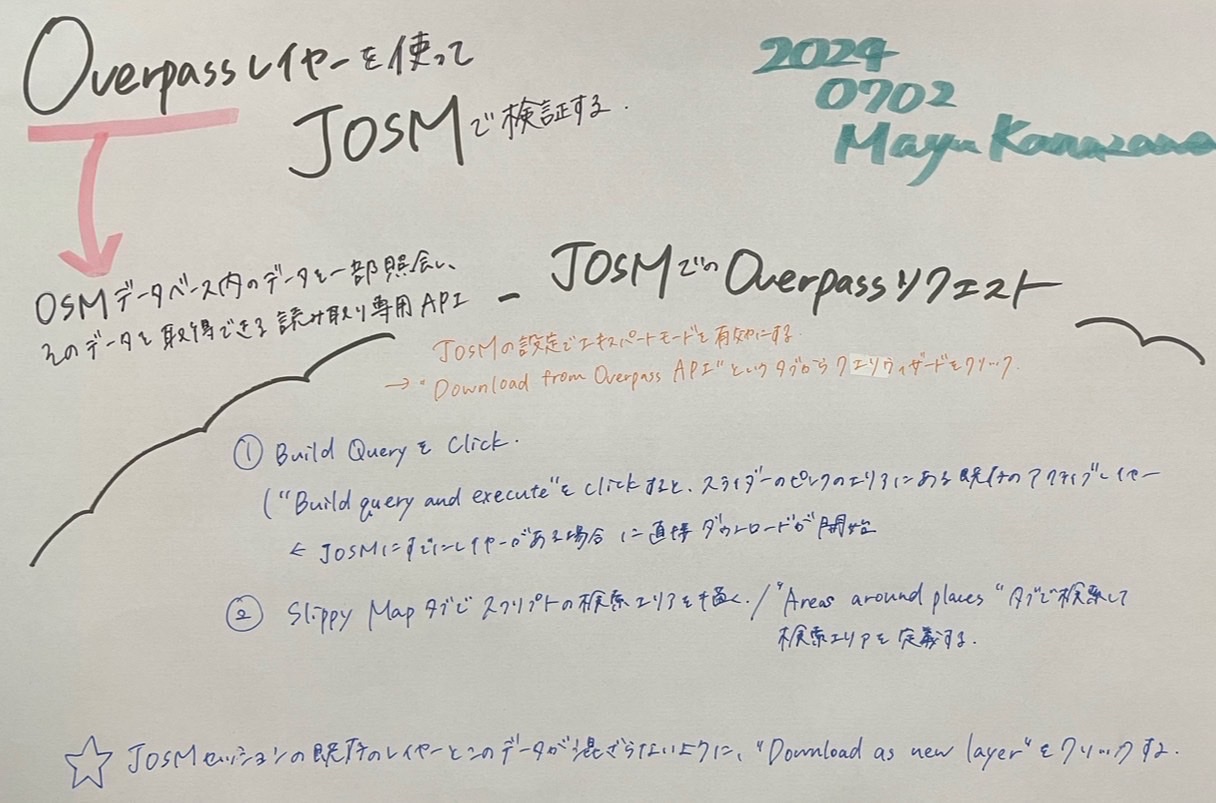 Overpassレイヤーを使って
JOSMで検証する.
2024
0702
Mayu Kanazawa
OSMデータベース内のデータを一部照会し、
そのデータを取得できる読み取り専用API
- JOSMでのOverpassリクエスト
JOSMの設定でエキスパートモードを有効にする.
→ "Download from Overpass API"というタブからクエリウィザードをクリック.
① Build Queryを Click.
("Build query and execute"を clickすると、スライダーのピンクのエリアにある既存のアクティブレイヤー
← JOSMにすでにレイヤーがある場合 に直接 ダウンロードが開始
② Slippy Mapタブで スクリプトの検索エリアを描く. / "Areas around places"タブで検索して
検索エリアを定義する.
☆ JOSMセッションの既存のレイヤーとこのデータが混ざらないように、"Download as new layer"をクリックする.